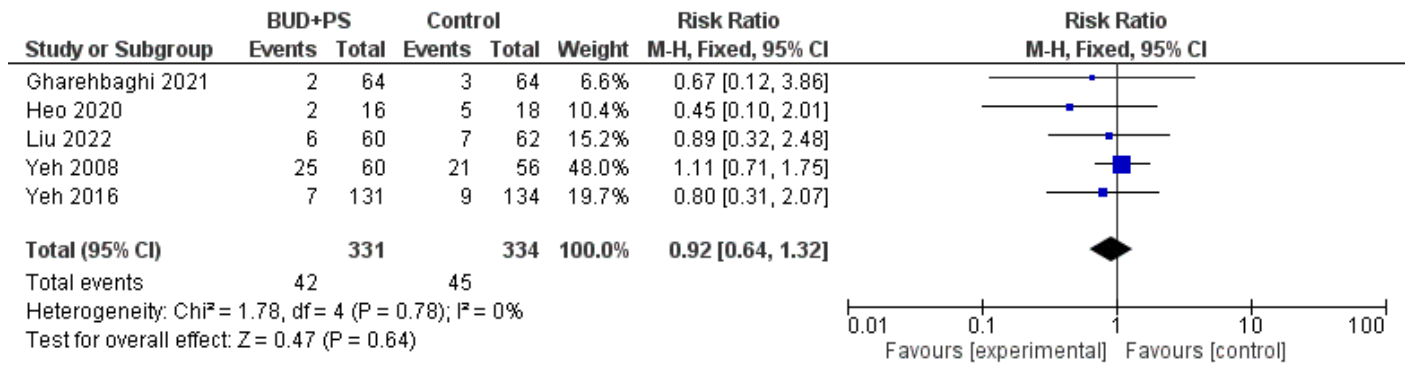 BUD+PS Control Risk Ratio Risk Ratio
Study or Subgroup Events Total Events Total Weight M-H, Fixed, 95% CI M-H, Fixed, 95% CI
Gharehbaghi 2021 2 64 3 64 6.6% 0.67 [0.12, 3.86]
Heo 2020 2 16 5 18 10.4% 0.45 [0.10, 2.01]
Liu 2022 6 60 7 62 15.2% 0.89 [0.32, 2.48]
Yeh 2008 25 60 21 56 48.0% 1.11 [0.71, 1.75]
Yeh 2016 7 131 9 134 19.7% 0.80 [0.31, 2.07]
Total (95% CI) 331 334 100.0% 0.92 [0.64, 1.32]
Total events 42 45
Heterogeneity: Chi² = 1.78, df = 4 (P = 0.78); I² = 0%
Test for overall effect: Z = 0.47 (P = 0.64)
0.01 0.1 1 10 100
Favours [experimental] Favours [control]